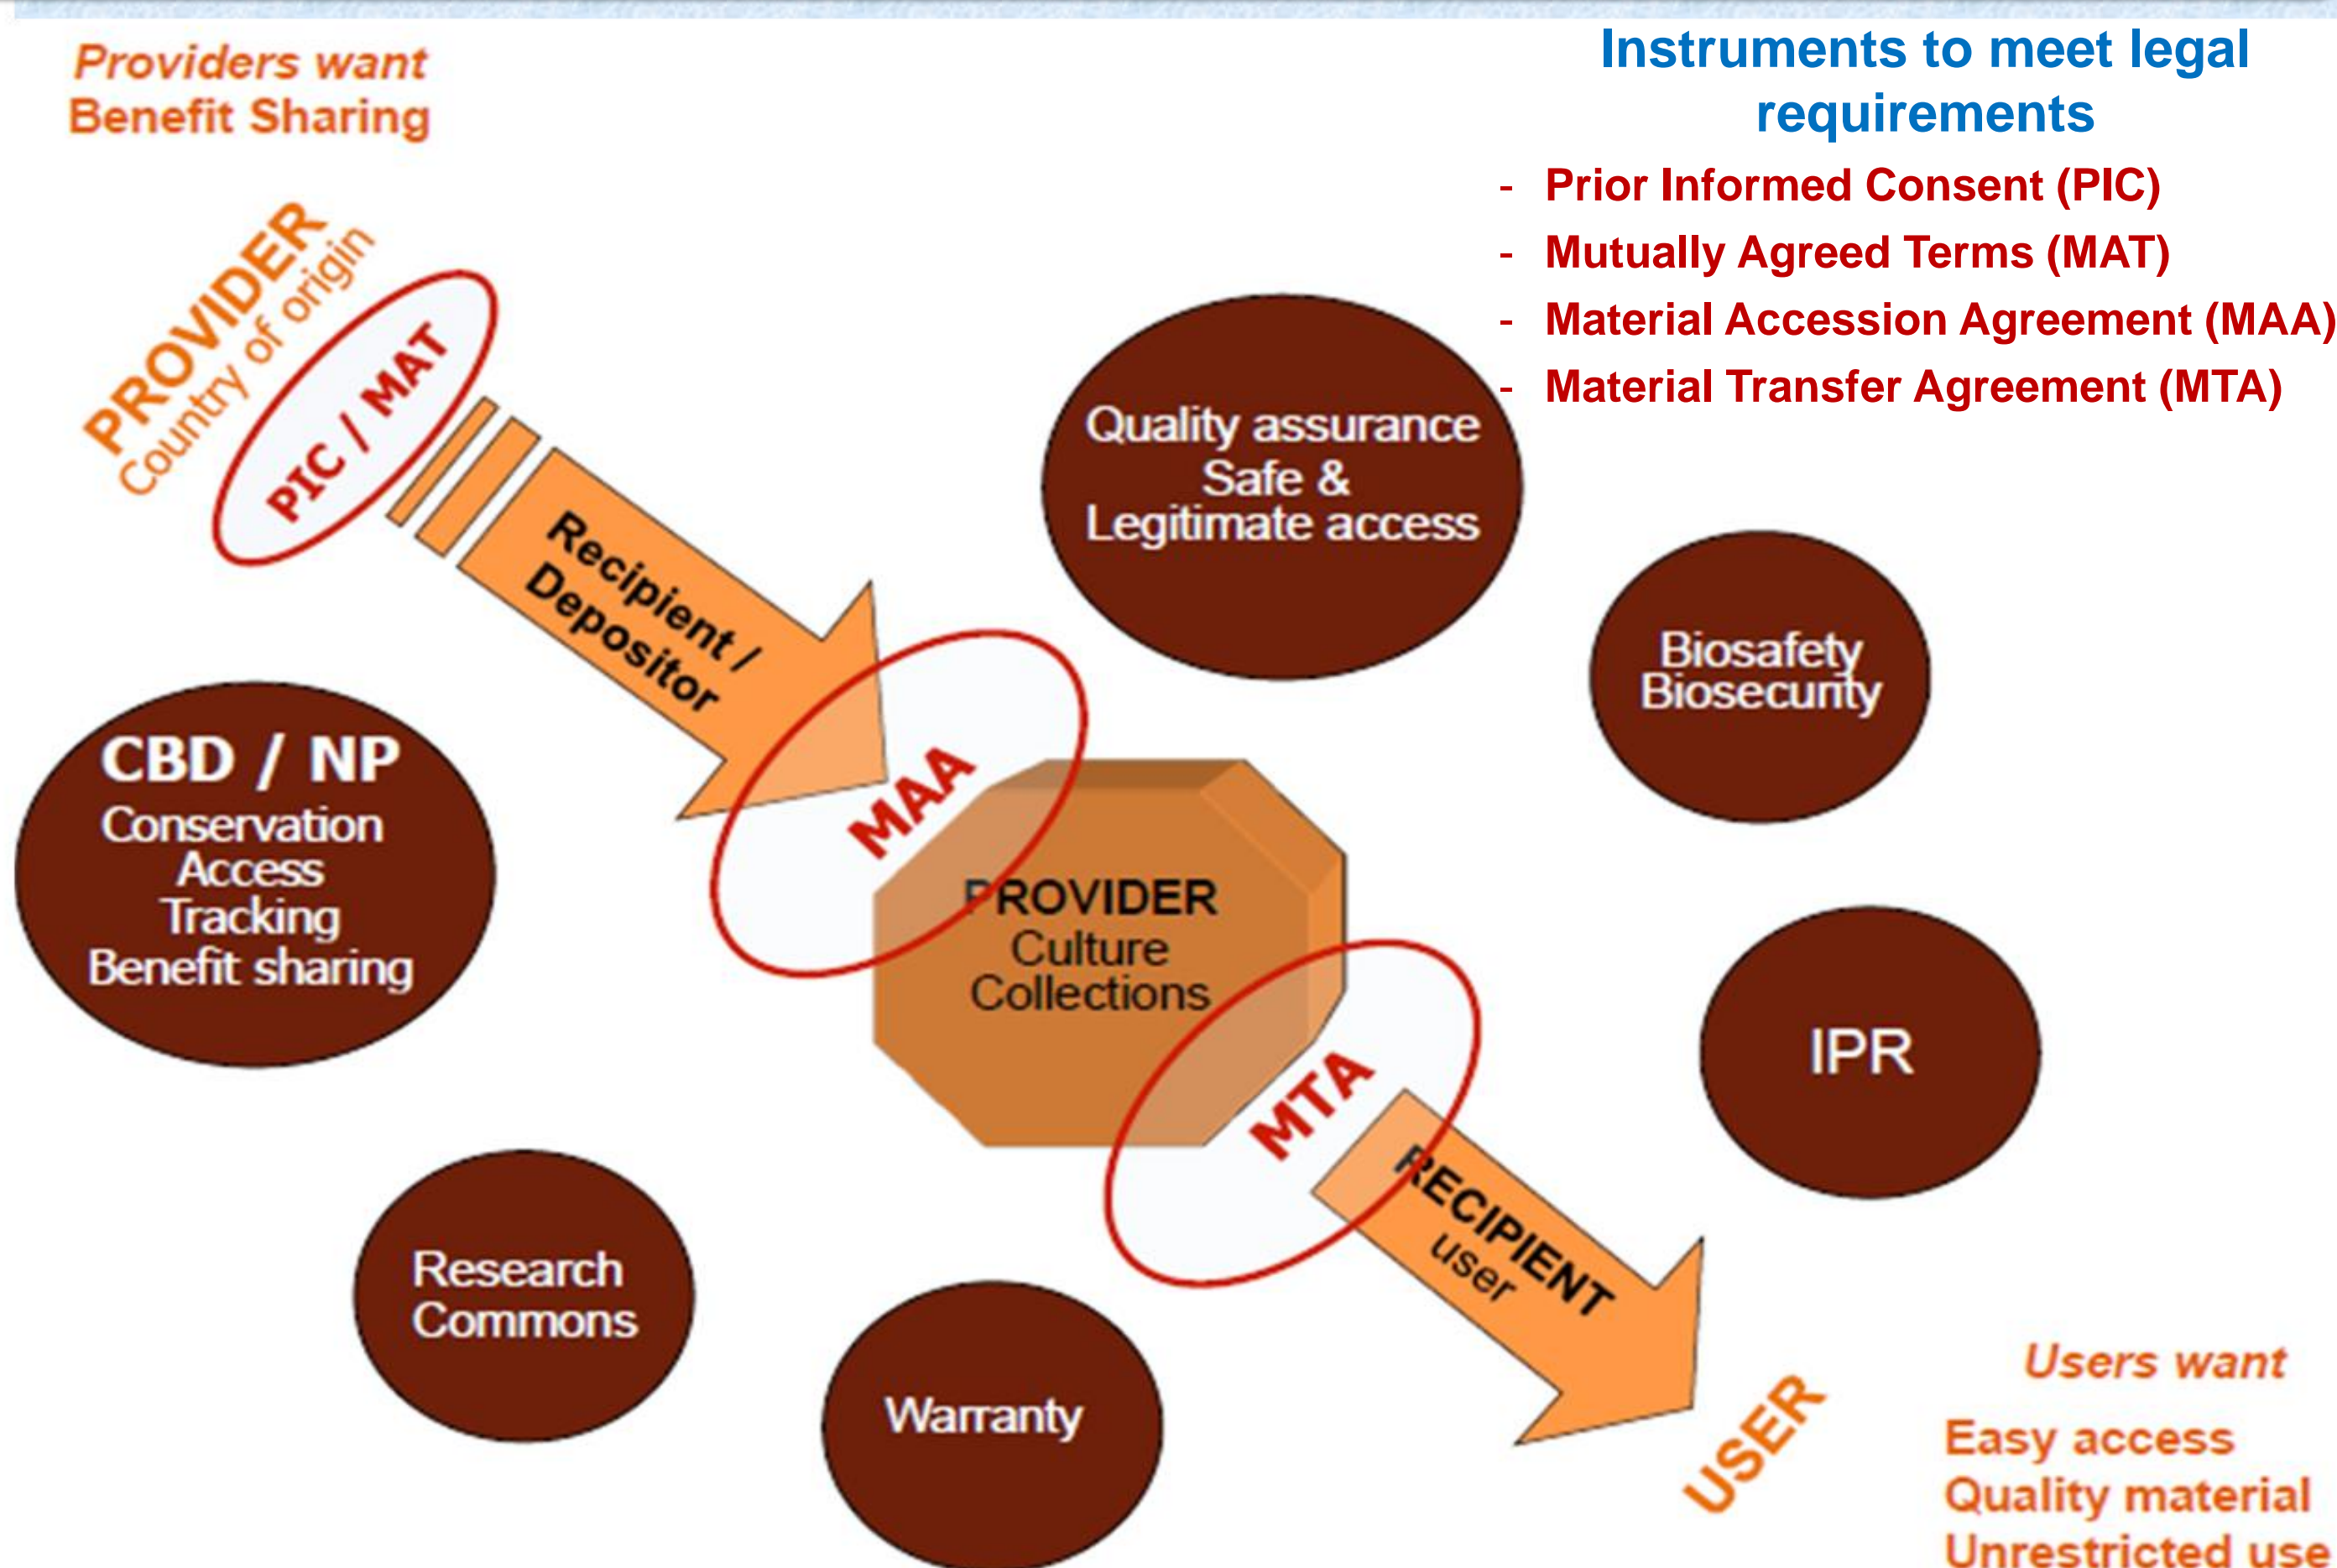 Providers want
Benefit Sharing
Instruments to meet legal
requirements
- Prior Informed Consent (PIC)
- Mutually Agreed Terms (MAT)
- Material Accession Agreement (MAA)
- Material Transfer Agreement (MTA)
PROVIDER
Country of origin
PIC / MAT
Recipient /
Depositor
Quality assurance
Safe &
Legitimate access
Biosafety
Biosecurity
CBD / NP
Conservation
Access
Tracking
Benefit sharing
MAA
PROVIDER
Culture
Collections
MTA
IPR
RECIPIENT
user
Research
Commons
Warranty
USER
Users want
Easy access
Quality material
Unrestricted use